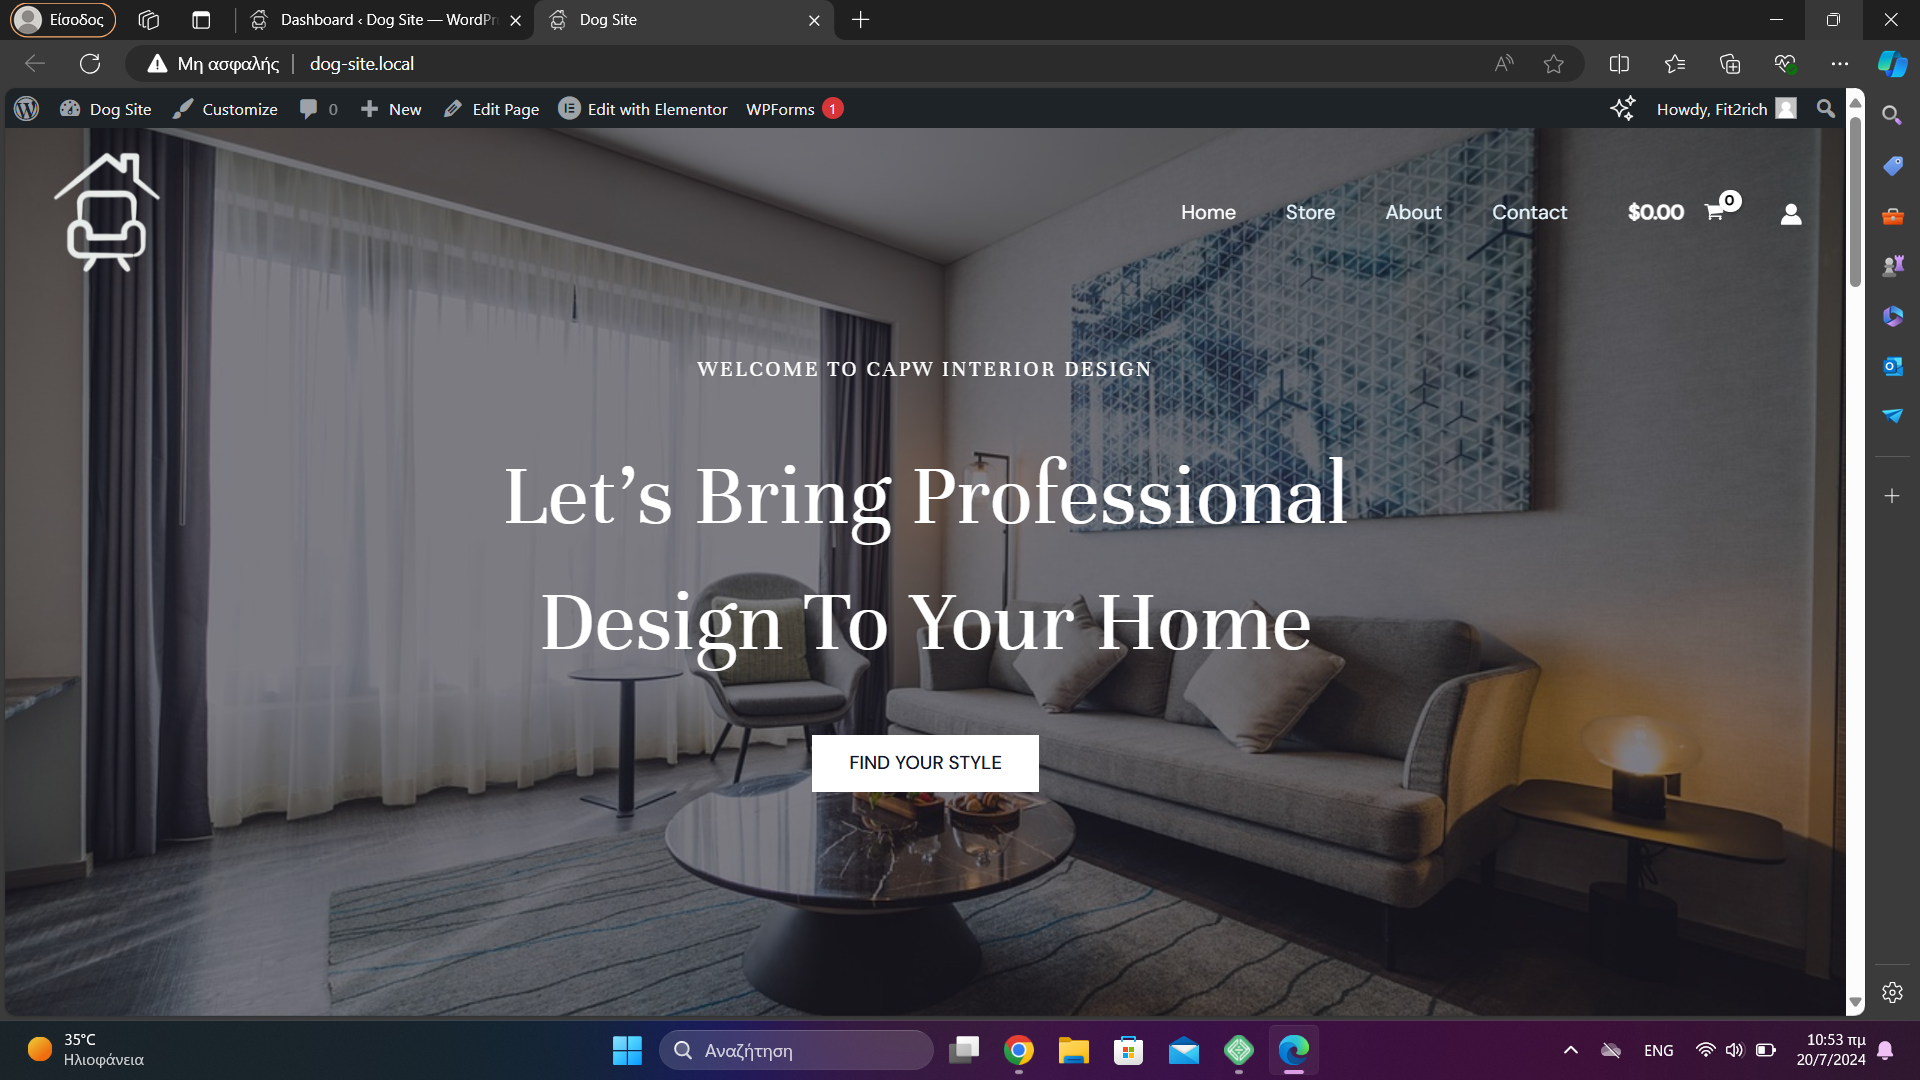 Είσοδος
Dashboard ‹ Dog Site — WordPr
Dog Site
Μη ασφαλής
dog-site.local
Dog Site
Customize
0
New
Edit Page
Edit with Elementor
WPForms 1
Howdy, Fit2rich
Home
Store
About
Contact
$0.00
0
WELCOME TO CAPW INTERIOR DESIGN
Let’s Bring Professional
Design To Your Home
FIND YOUR STYLE
35°C
Ηλιοφάνεια
Αναζήτηση
ENG
10:53 πμ
20/7/2024